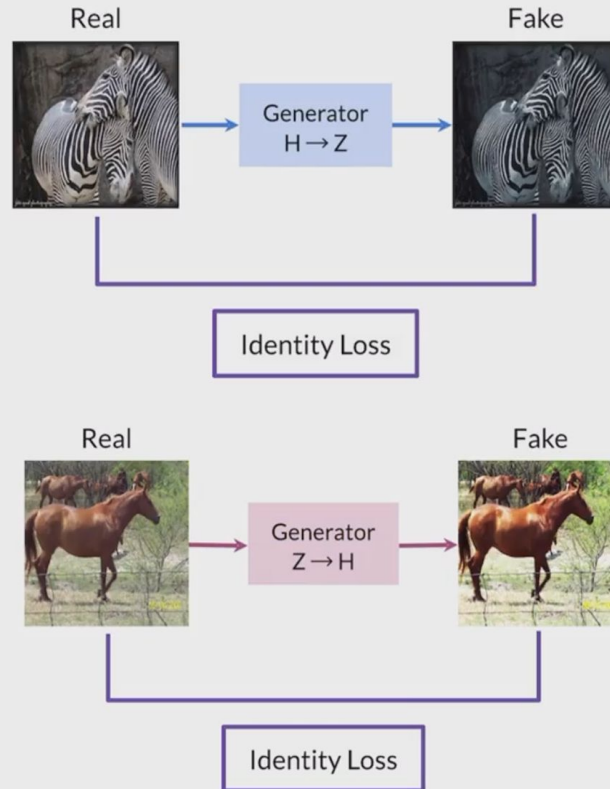 Real
Fake
Generator
H → Z
Identity Loss
Real
Fake
Generator
Z → H
Identity Loss